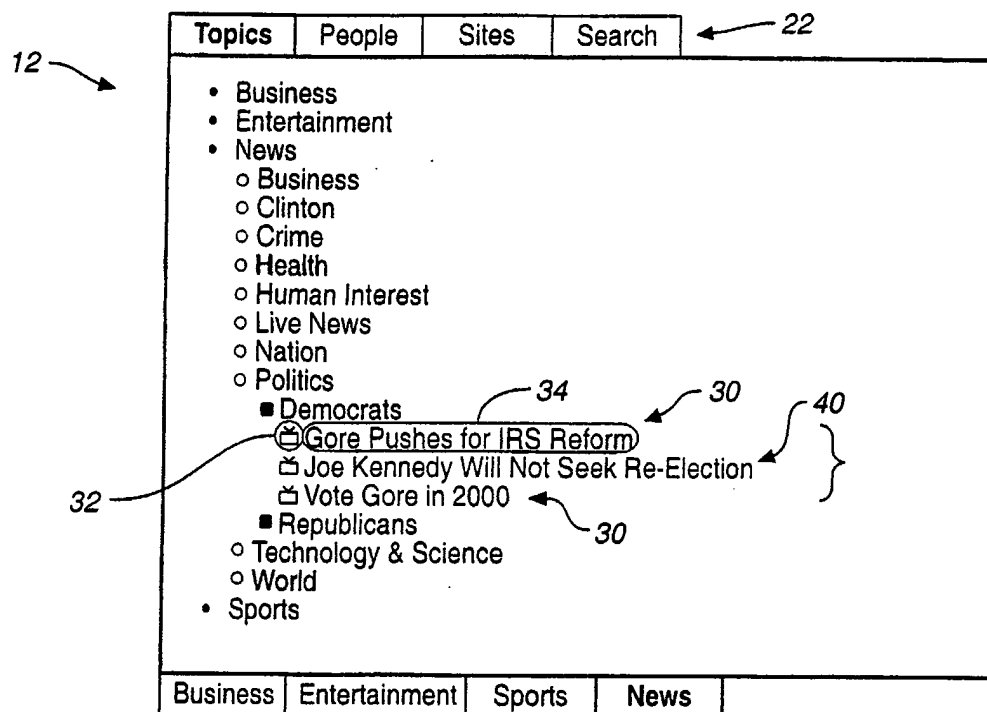 Topics People Sites Search 22
12
• Business
• Entertainment
• News
○ Business
○ Clinton
○ Crime
○ Health
○ Human Interest
○ Live News
○ Nation
○ Politics
34 30 40
■ Democrats
Gore Pushes for IRS Reform
Joe Kennedy Will Not Seek Re-Election
32
Vote Gore in 2000
30
■ Republicans
○ Technology & Science
○ World
• Sports
Business Entertainment Sports News